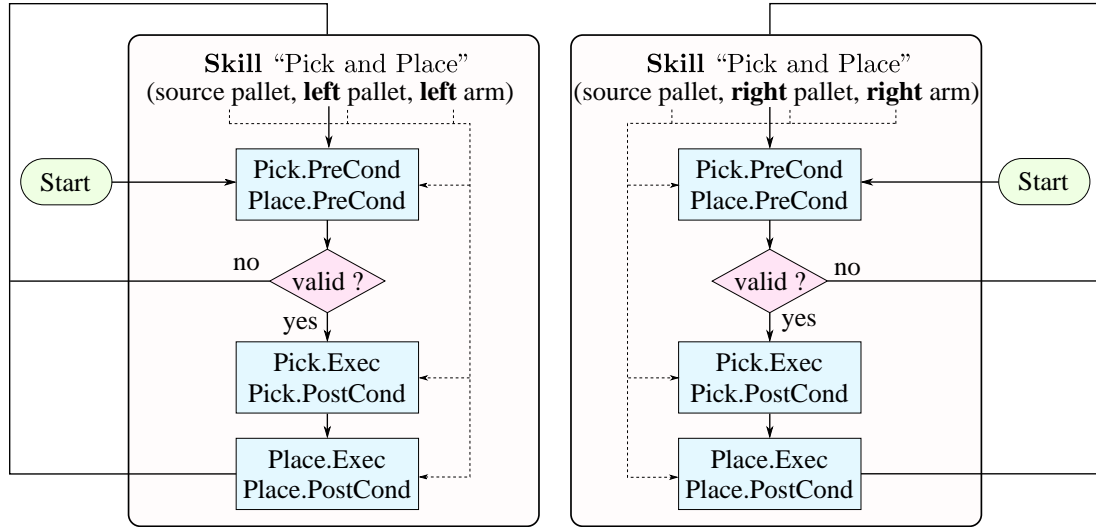 Skill “Pick and Place”
(source pallet, left pallet, left arm)
Start
Pick.PreCond
Place.PreCond
no
valid ?
yes
Pick.Exec
Pick.PostCond
Place.Exec
Place.PostCond
Skill “Pick and Place”
(source pallet, right pallet, right arm)
Pick.PreCond
Place.PreCond
Start
valid ?
no
yes
Pick.Exec
Pick.PostCond
Place.Exec
Place.PostCond